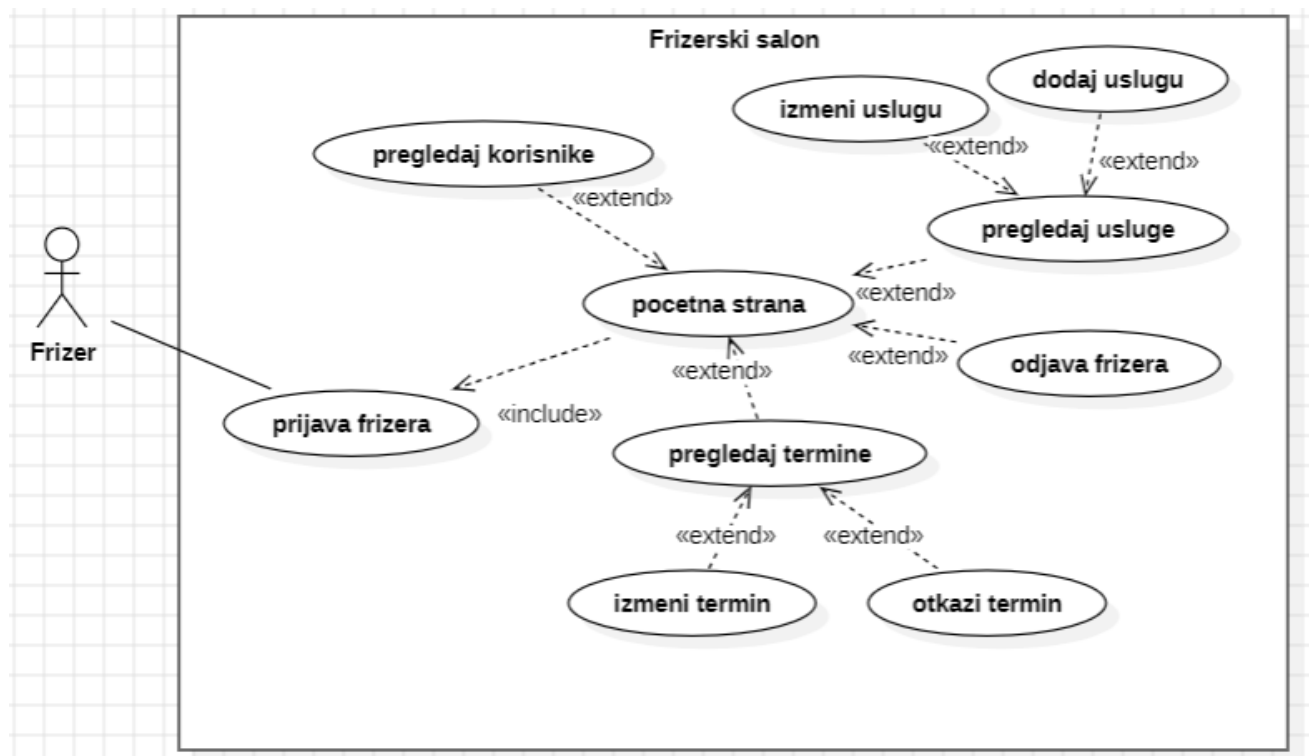 Frizerski salon
dodaj uslugu
izmeni uslugu
«extend»
«extend»
pregledaj korisnike
«extend»
pregledaj usluge
«extend»
pocetna strana
«extend»
odjava frizera
«extend»
Frizer
prijava frizera
«include»
pregledaj termine
«extend»
«extend»
izmeni termin
otkazi termin